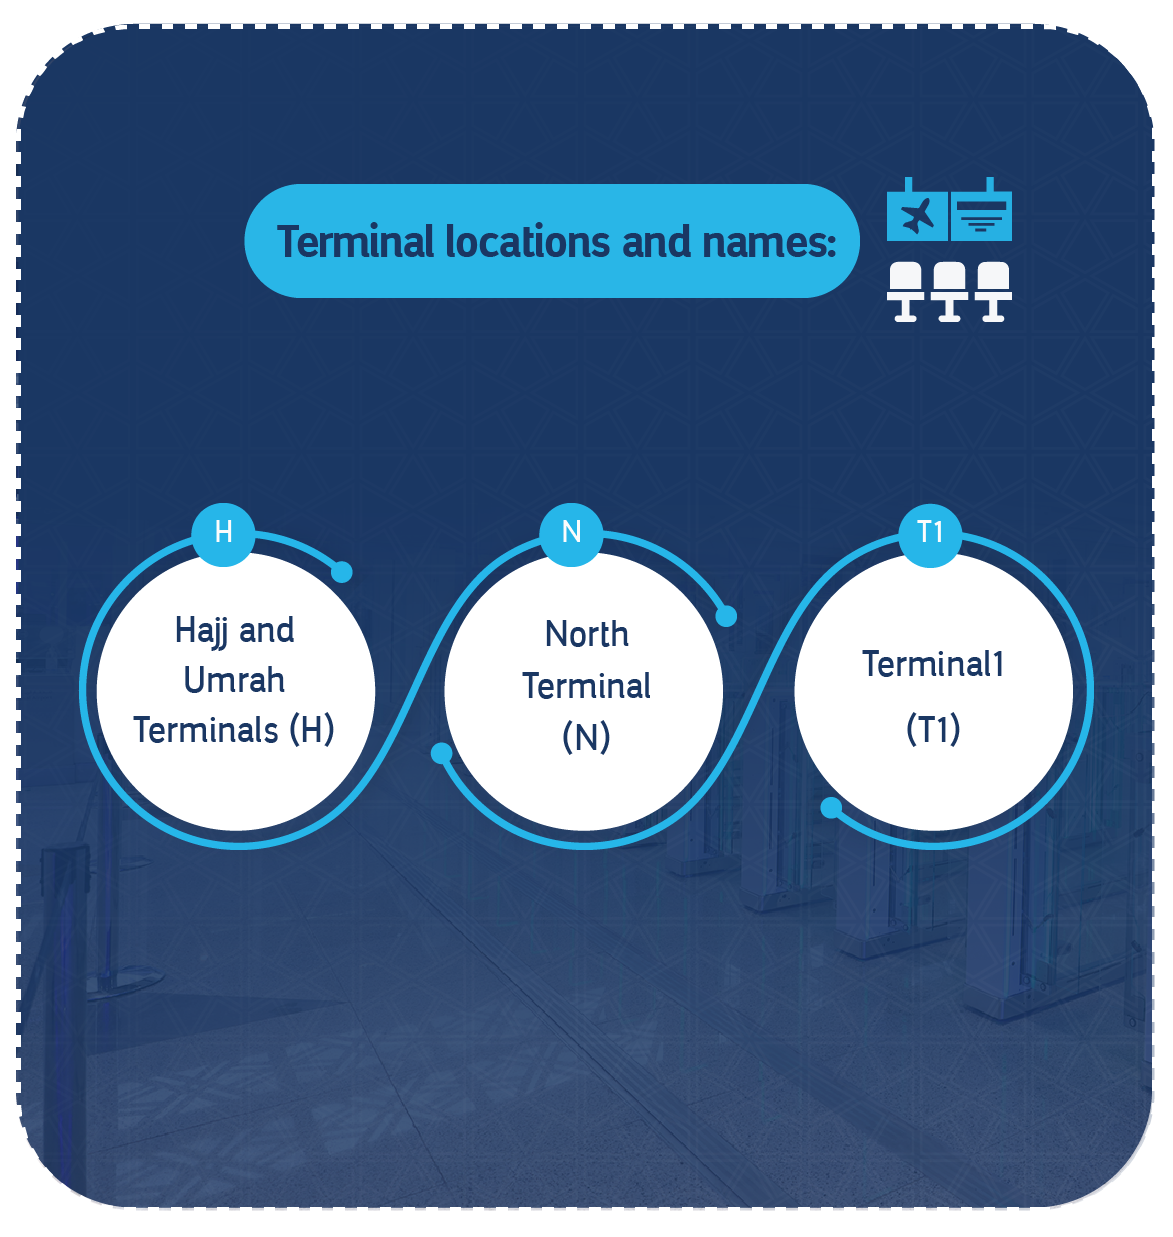 Terminal locations and names:
H
Hajj and
Umrah
Terminals (H)
N
North
Terminal
(N)
T1
Terminal1
(T1)